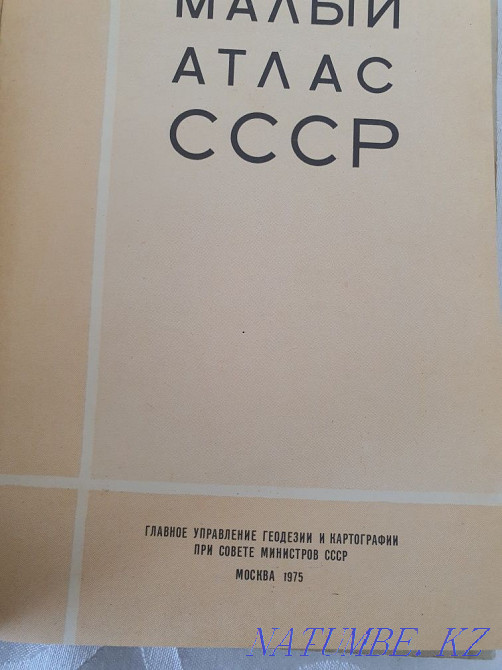 МАЛЫЙ
АТЛАС
СССР
ГЛАВНОЕ УПРАВЛЕНИЕ ГЕОДЕЗИИ И КАРТОГРАФИИ
ПРИ СОВЕТЕ МИНИСТРОВ СССР
МОСКВА 1975
NATUMBE.KZ